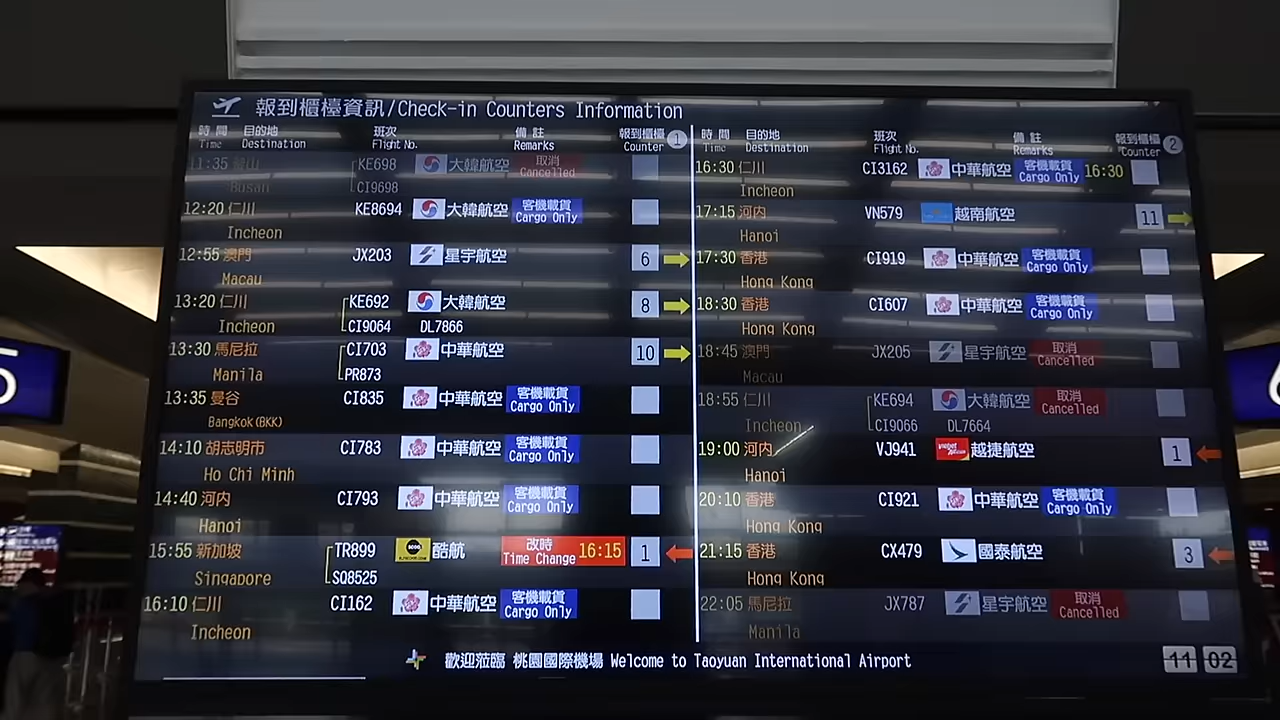 報到櫃檯資訊/Check-in Counters Information
時間 目的地 班次 備註 報到櫃檯 1
Time Destination Flight No. Remarks Counter
11:35 釜山 KE698 大韓航空 取消 Cancelled
Busan CI9698
12:20 仁川 KE8694 大韓航空 客機載貨 Cargo Only
Incheon
12:55 澳門 JX203 星宇航空 6
Macau
13:20 仁川 KE692 大韓航空 8
Incheon CI9064 DL7866
13:30 馬尼拉 CI703 中華航空 10
Manila PR873
13:35 曼谷 CI835 中華航空 客機載貨 Cargo Only
Bangkok(BKK)
14:10 胡志明市 CI783 中華航空 客機載貨 Cargo Only
Ho Chi Minh
14:40 河內 CI793 中華航空 客機載貨 Cargo Only
Hanoi
15:55 新加坡 TR899 酷航 改時 Time Change 16:15 1
Singapore SQ8525
16:10 仁川 CI162 中華航空 客機載貨 Cargo Only
Incheon
時間 目的地 班次 備註 報到櫃檯 2
Time Destination Flight No. Remarks Counter
16:30 仁川 CI3162 中華航空 客機載貨 Cargo Only 16:30
Incheon
17:15 河內 VN579 越南航空 11
Hanoi
17:30 香港 CI919 中華航空 客機載貨 Cargo Only
Hong Kong
18:30 香港 CI607 中華航空 客機載貨 Cargo Only
Hong Kong
18:45 澳門 JX205 星宇航空 取消 Cancelled
Macau
18:55 仁川 KE694 大韓航空 取消 Cancelled
Incheon CI9066 DL7664
19:00 河內 VJ941 越捷航空 1
Hanoi
20:10 香港 CI921 中華航空 客機載貨 Cargo Only
Hong Kong
21:15 香港 CX479 國泰航空 3
Hong Kong
22:05 馬尼拉 JX787 星宇航空 取消 Cancelled
Manila
歡迎蒞臨 桃園國際機場 Welcome to Taoyuan International Airport
11 02
5